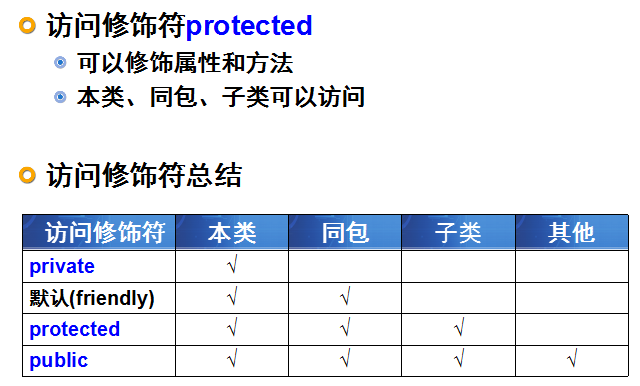 访问修饰符protected
可以修饰属性和方法
本类、同包、子类可以访问
访问修饰符总结
访问修饰符 本类 同包 子类 其他
private √
默认(friendly) √ √
protected √ √ √
public √ √ √ √